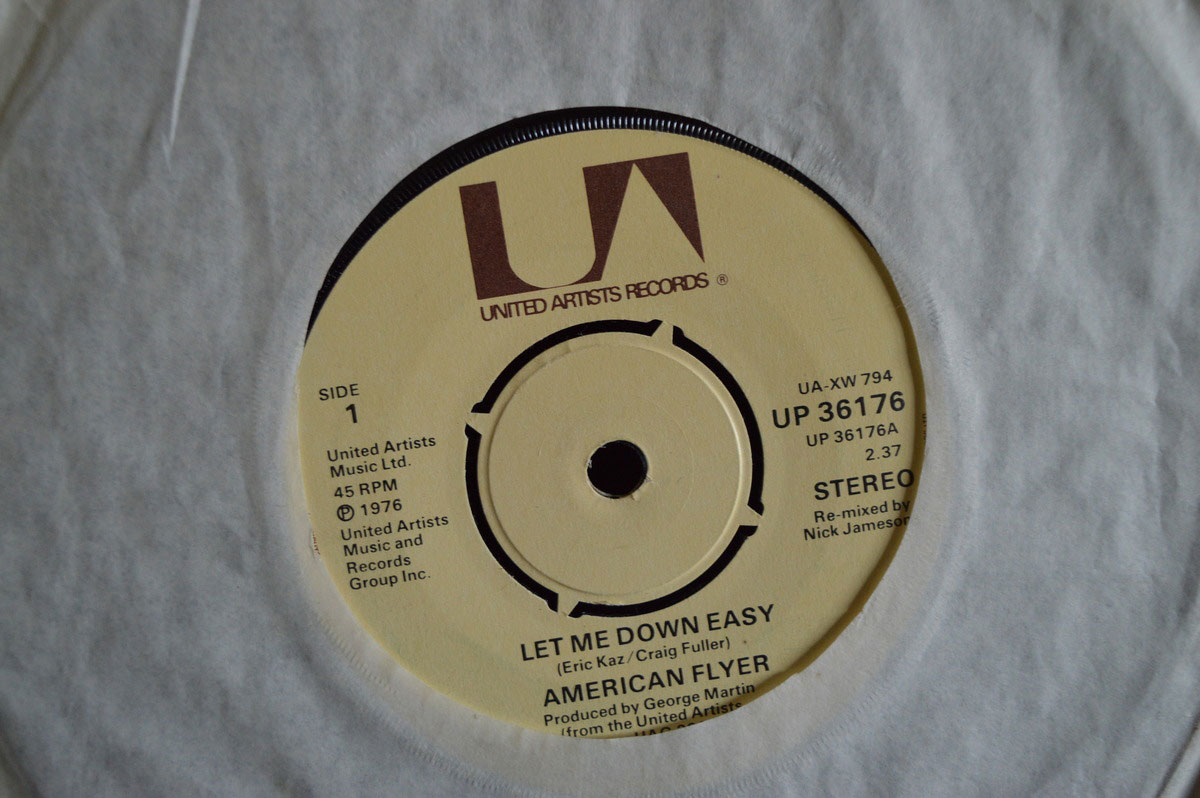 UA
UNITED ARTISTS RECORDS ®
SIDE
1
United Artists
Music Ltd.
45 RPM
℗ 1976
United Artists
Music and
Records
Group Inc.
UA-XW 794
UP 36176
UP 36176A
2.37
STEREO
Re-mixed by
Nick Jameson
LET ME DOWN EASY
(Eric Kaz/Craig Fuller)
AMERICAN FLYER
Produced by George Martin
(from the United Artists